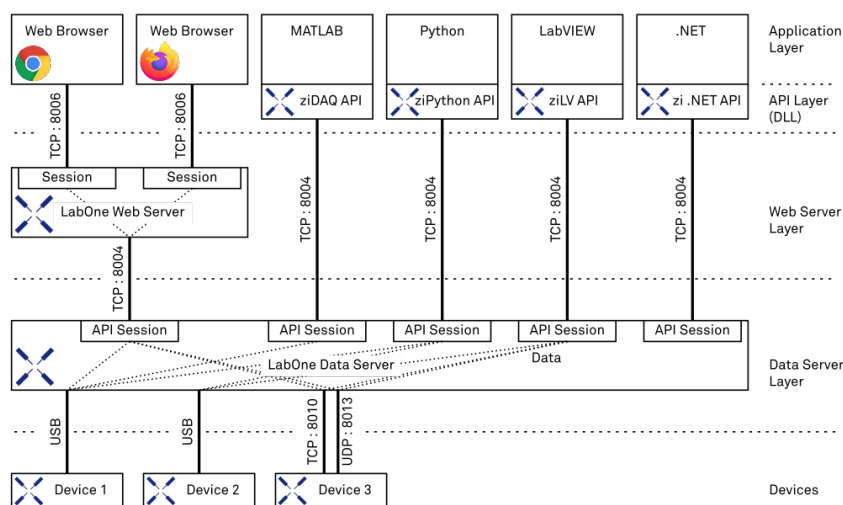 Web Browser
Web Browser
MATLAB
Python
LabVIEW
.NET
Application
Layer
ziDAQ API
ziPython API
ziLV API
zi .NET API
API Layer
(DLL)
TCP : 8006
TCP : 8006
Session
Session
LabOne Web Server
TCP : 8004
TCP : 8004
TCP : 8004
TCP : 8004
Web Server
Layer
TCP : 8004
API Session
API Session
API Session
API Session
API Session
LabOne Data Server
Data
Data Server
Layer
USB
USB
TCP : 8010
UDP : 8013
Device 1
Device 2
Device 3
Devices